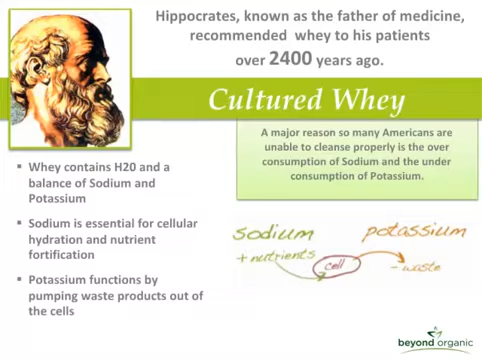 Hippocrates, known as the father of medicine,
recommended whey to his patients
over 2400 years ago.
Cultured Whey
A major reason so many Americans are
unable to cleanse properly is the over
consumption of Sodium and the under
consumption of Potassium.
▪ Whey contains H20 and a
balance of Sodium and
Potassium
▪ Sodium is essential for cellular
hydration and nutrient
fortification
▪ Potassium functions by
pumping waste products out of
the cells
sodium potassium
+ nutrients cell - waste
beyond organic